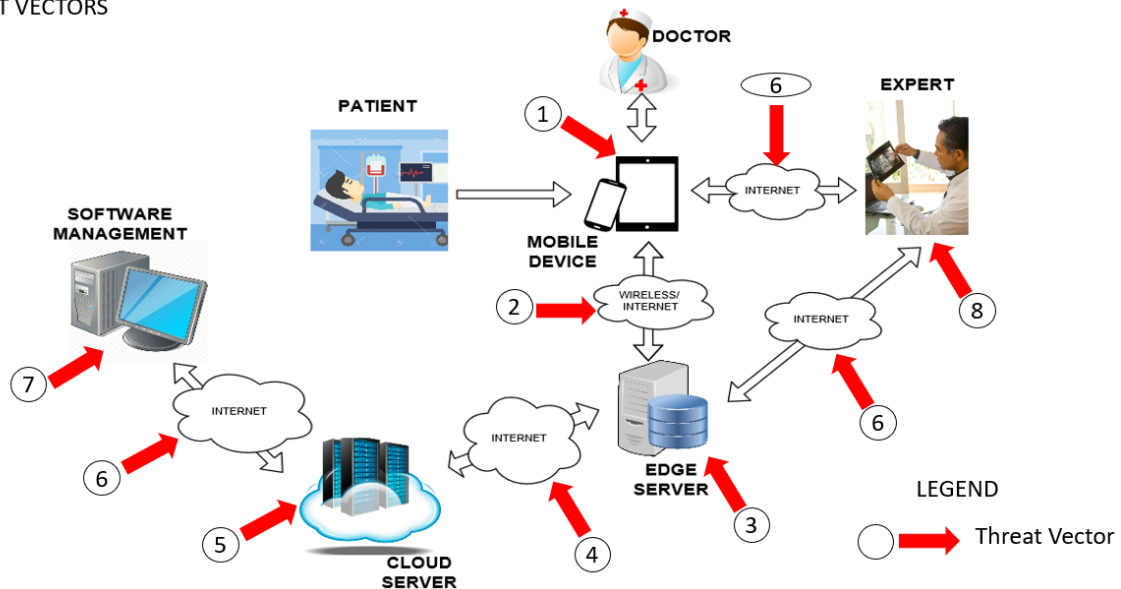 T VECTORS
DOCTOR
6
EXPERT
PATIENT
1
INTERNET
SOFTWARE
MANAGEMENT
MOBILE
DEVICE
2
WIRELESS/
INTERNET
INTERNET
8
7
INTERNET
INTERNET
6
6
EDGE
SERVER
3
LEGEND
5
4
Threat Vector
CLOUD
SERVER